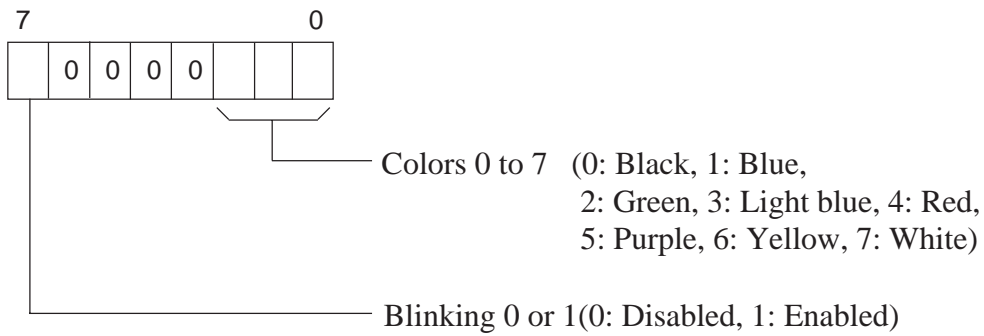 7 0
0 0 0 0
Colors 0 to 7 (0: Black, 1: Blue,
2: Green, 3: Light blue, 4: Red,
5: Purple, 6: Yellow, 7: White)
Blinking 0 or 1(0: Disabled, 1: Enabled)